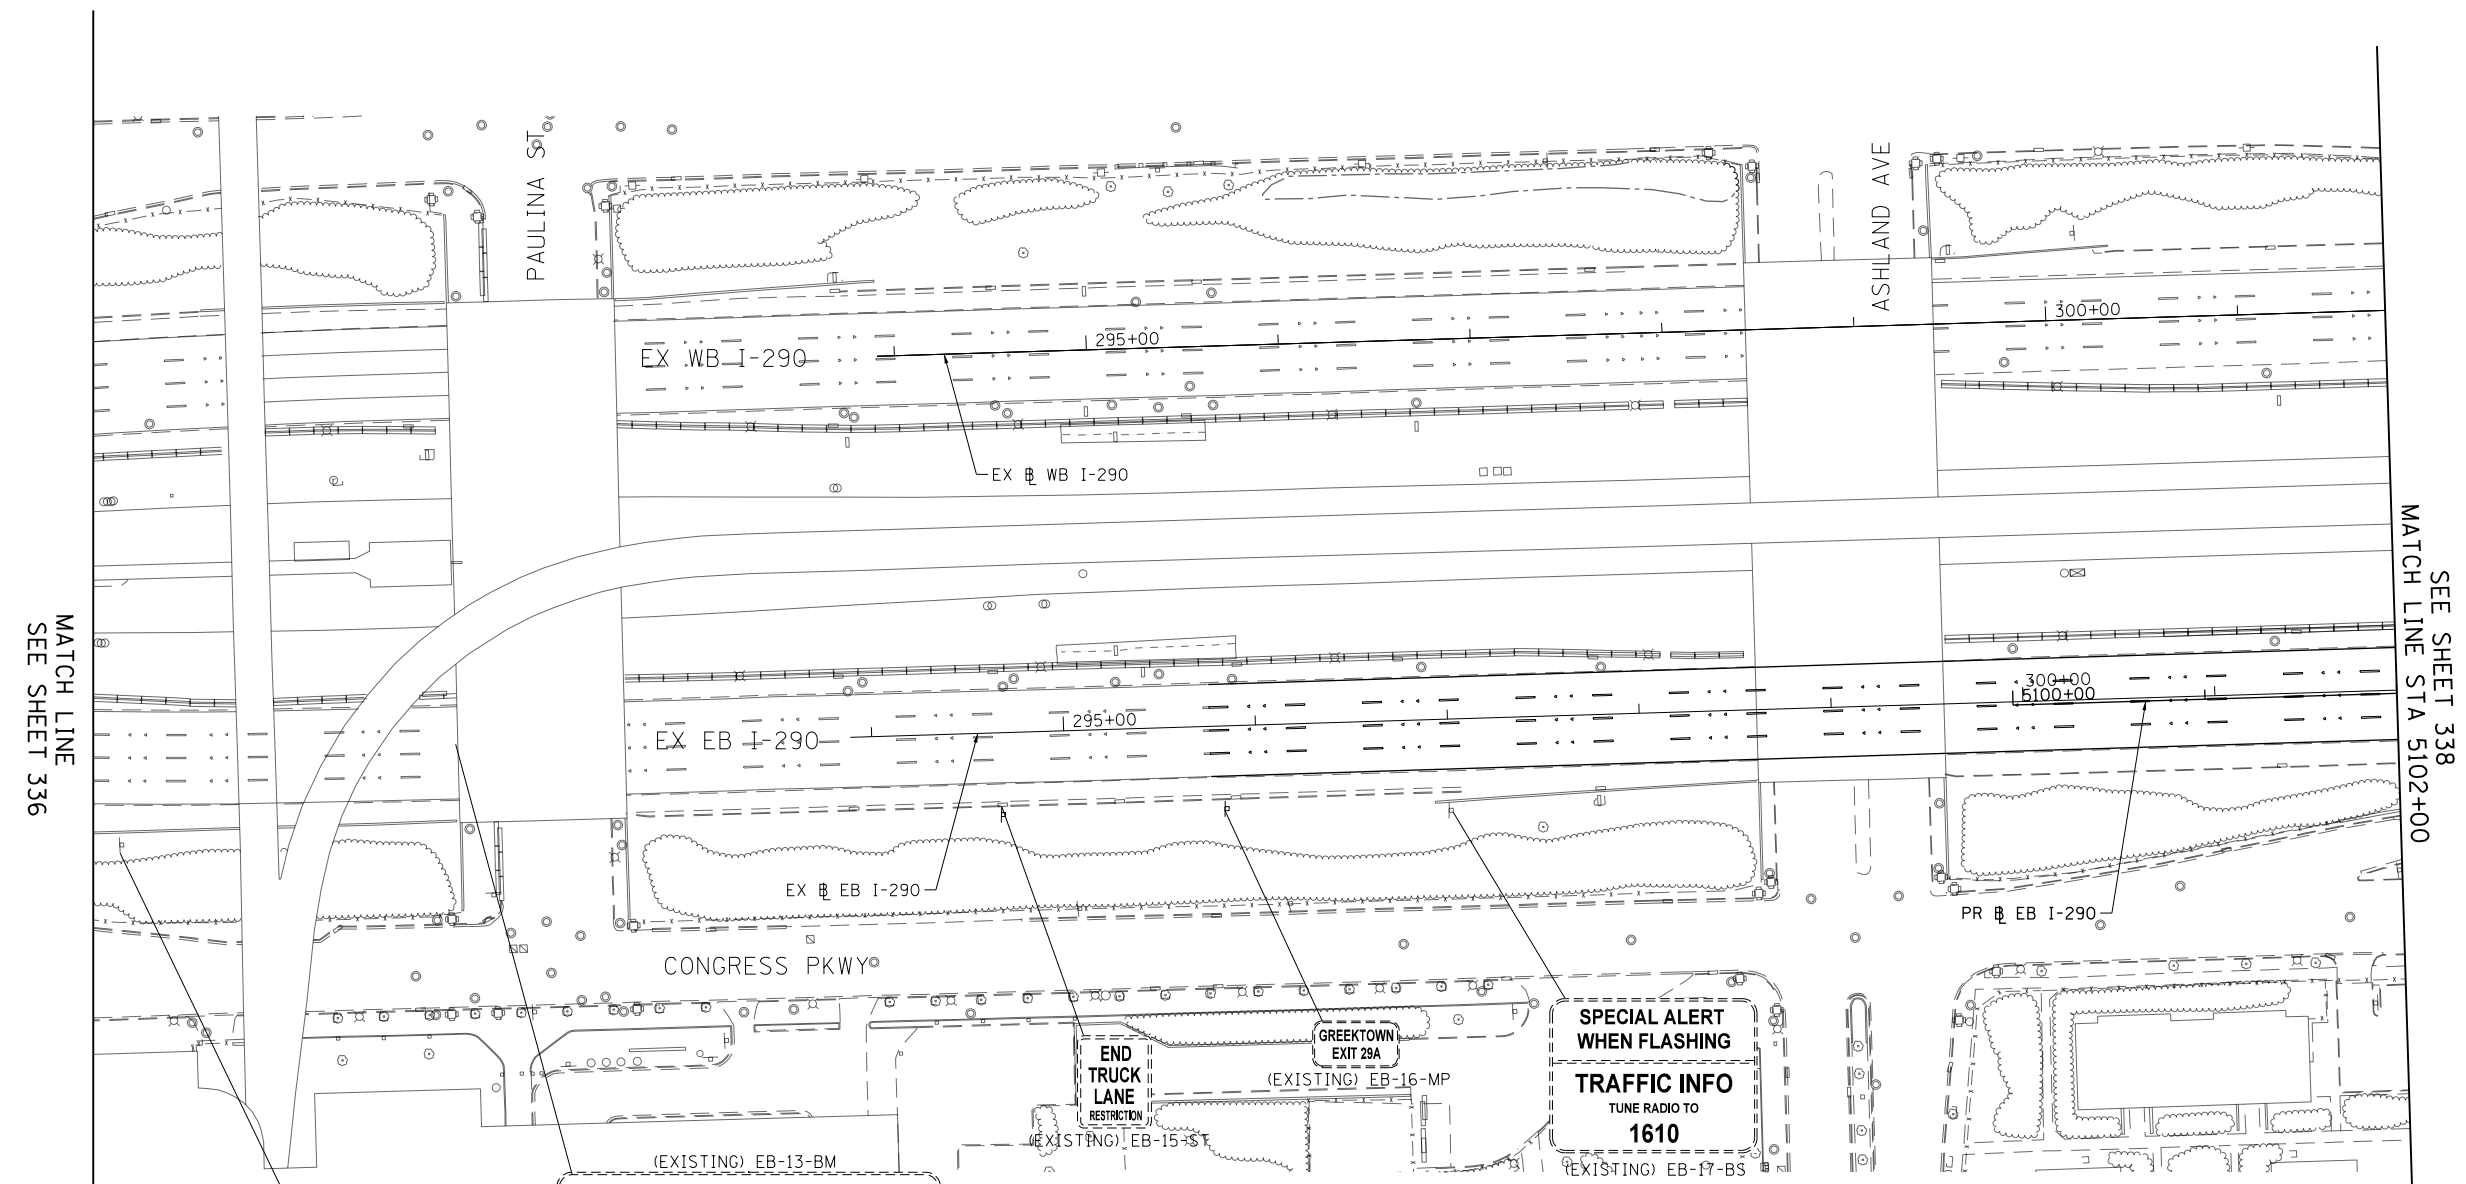 PAULINA ST
ASHLAND AVE
300+00
295+00
EX WB I-290
EX BL WB I-290
MATCH LINE
SEE SHEET 336
SEE SHEET 338
MATCH LINE STA 5102+00
300+00
5100+00
295+00
EX EB I-290
EX BL EB I-290
PR BL EB I-290
CONGRESS PKWY
END
TRUCK
LANE
RESTRICTION
(EXISTING) EB-15-ST
GREEKTOWN
EXIT 29A
(EXISTING) EB-16-MP
SPECIAL ALERT
WHEN FLASHING
TRAFFIC INFO
TUNE RADIO TO
1610
(EXISTING) EB-17-BS
(EXISTING) EB-13-BM